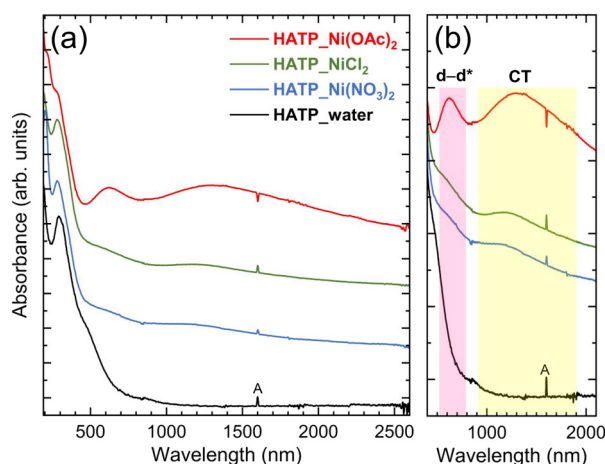 (a)
HATP_Ni(OAc)₂
HATP_NiCl₂
HATP_Ni(NO₃)₂
HATP_water
A
Absorbance (arb. units)
500 1000 1500 2000 2500
Wavelength (nm)
(b)
d–d* CT
A
1000 2000
Wavelength (nm)